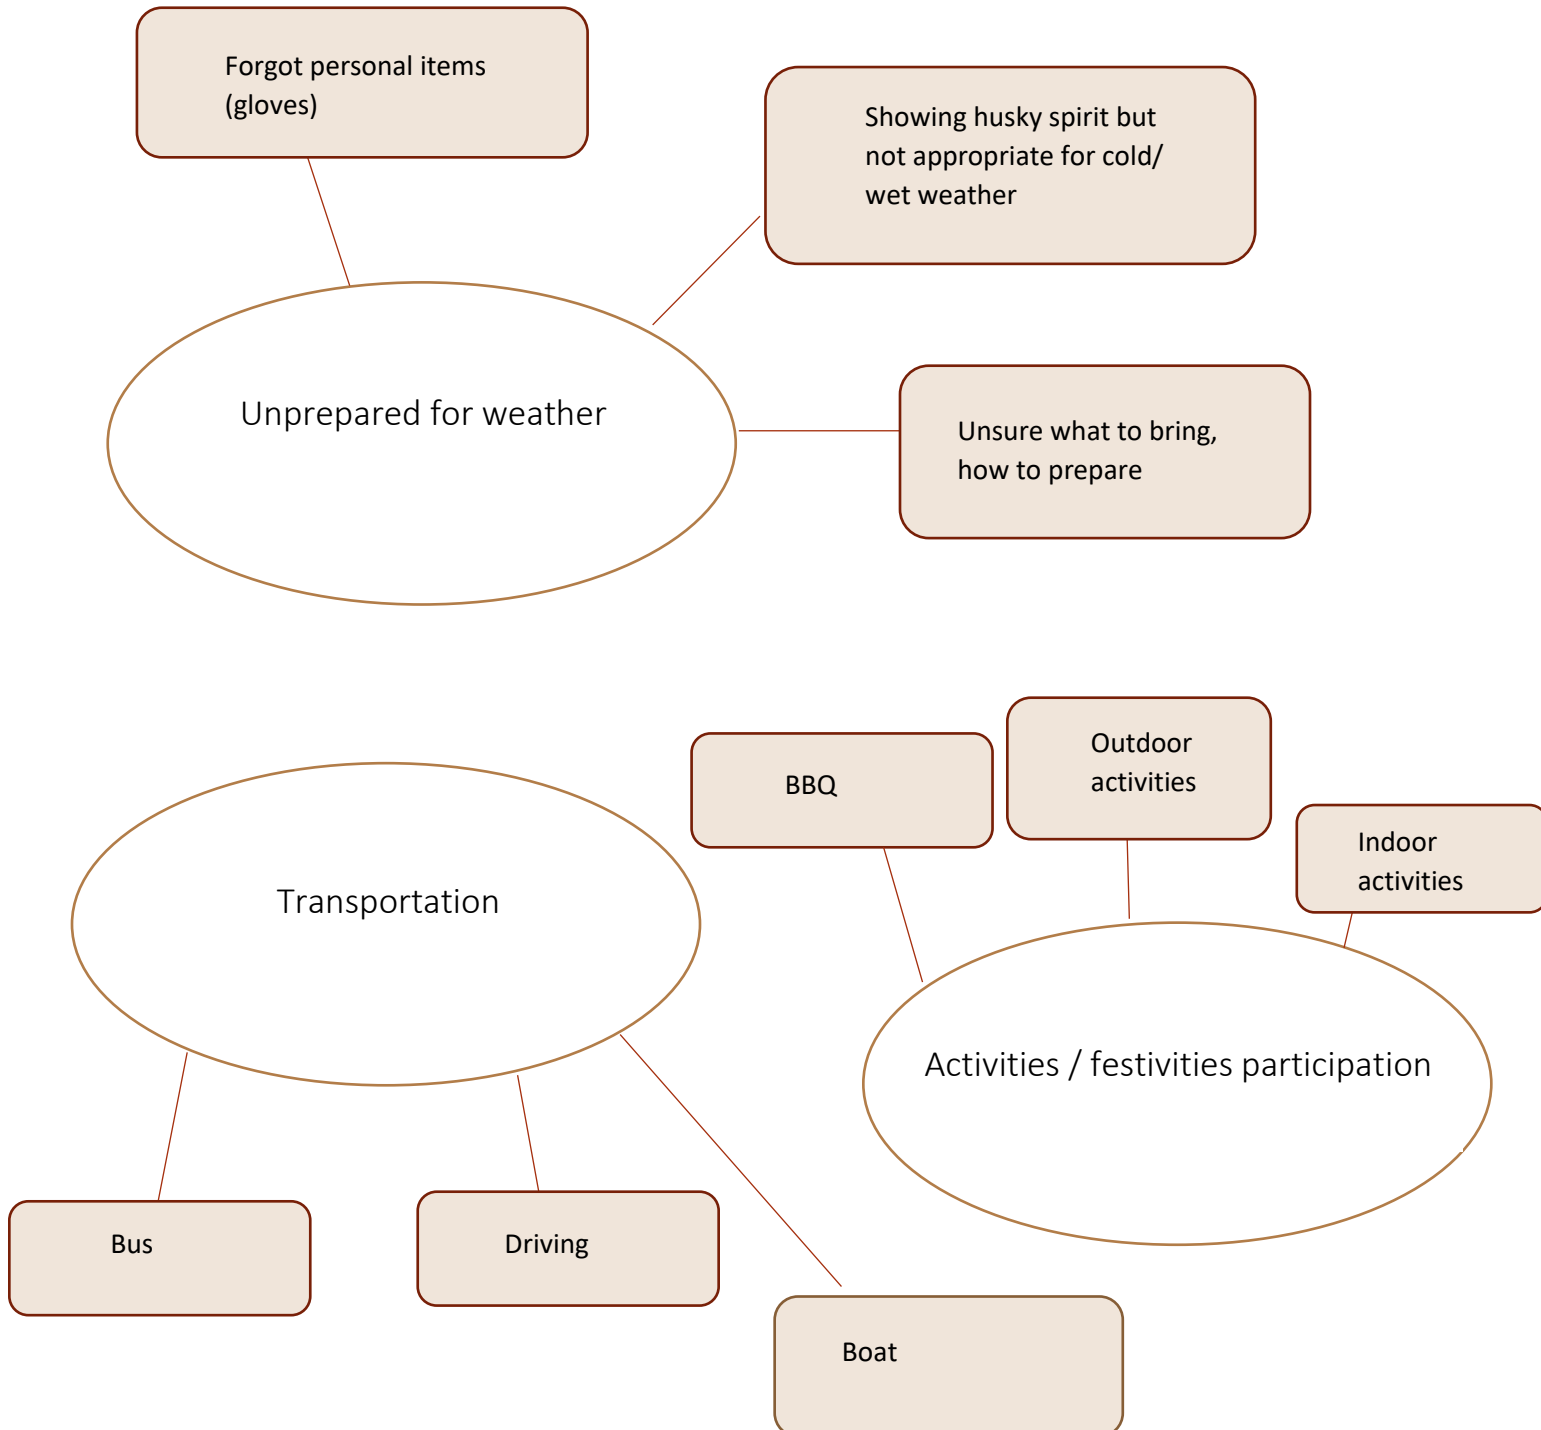 Forgot personal items
(gloves)
Showing husky spirit but
not appropriate for cold/
wet weather
Unprepared for weather
Unsure what to bring,
how to prepare
BBQ
Outdoor
activities
Indoor
activities
Transportation
Activities / festivities participation
Bus
Driving
Boat